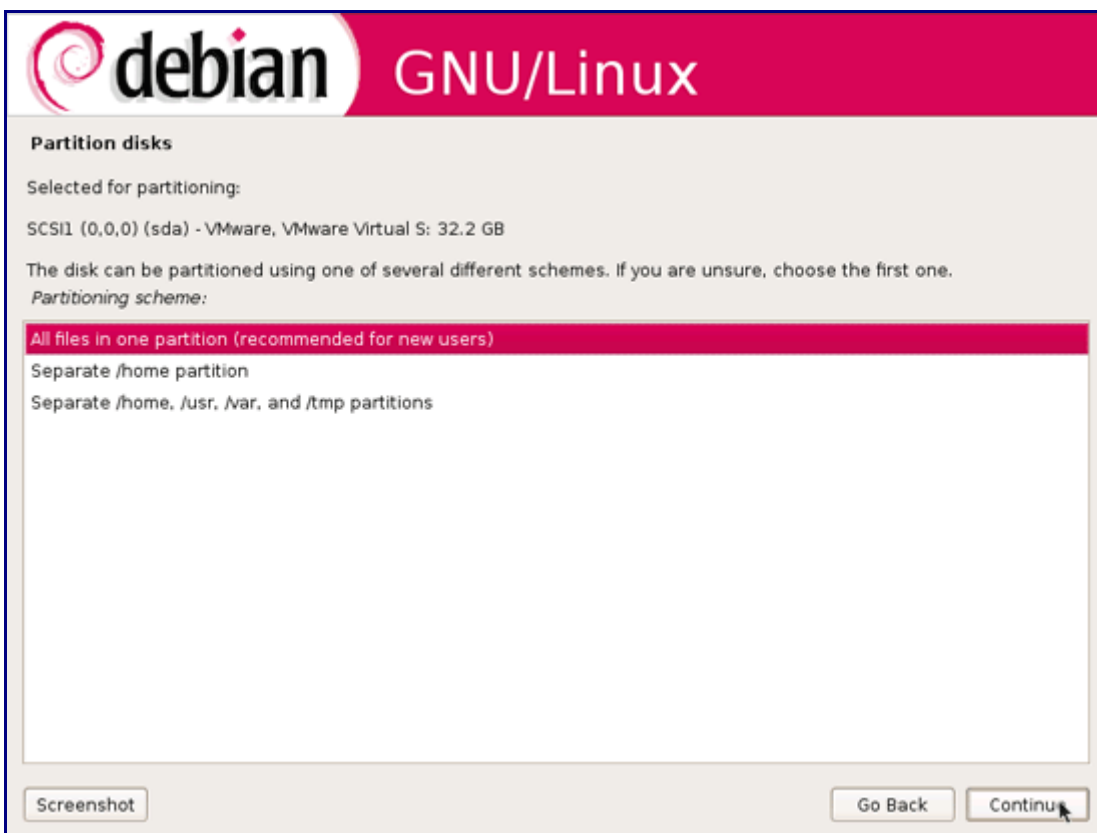 debian GNU/Linux
Partition disks
Selected for partitioning:
SCSI1 (0,0,0) (sda) - VMware, VMware Virtual S: 32.2 GB
The disk can be partitioned using one of several different schemes. If you are unsure, choose the first one.
Partitioning scheme:
All files in one partition (recommended for new users)
Separate /home partition
Separate /home, /usr, /var, and /tmp partitions
Screenshot Go Back Continue